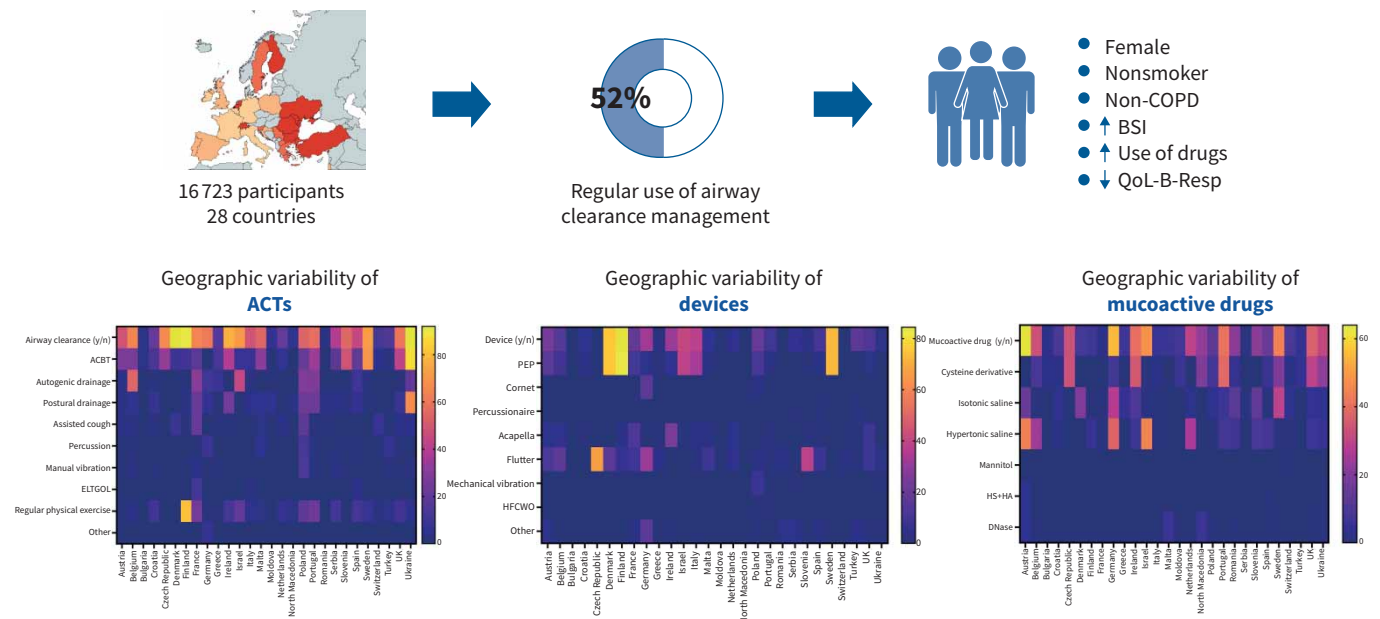 16 723 participants
28 countries
52%
Regular use of airway
clearance management
Female
Nonsmoker
Non-COPD
↑ BSI
↑ Use of drugs
↓ QoL-B-Resp
Geographic variability of
ACTs
Airway clearance (y/n)
ACBT
Autogenic drainage
Postural drainage
Assisted cough
Percussion
Manual vibration
ELTGOL
Regular physical exercise
Other
80
60
40
20
0
Austria
Belgium
Bulgaria
Croatia
Czech Republic
Denmark
Finland
France
Germany
Greece
Ireland
Israel
Italy
Malta
Moldova
Netherlands
North Macedonia
Poland
Portugal
Romania
Serbia
Slovenia
Spain
Sweden
Switzerland
Turkey
UK
Ukraine
Geographic variability of
devices
Device (y/n)
PEP
Cornet
Percussionaire
Acapella
Flutter
Mechanical vibration
HFCWO
Other
80
60
40
20
0
Austria
Belgium
Bulgaria
Croatia
Czech Republic
Denmark
Finland
France
Germany
Greece
Ireland
Israel
Italy
Malta
Moldova
Netherlands
North Macedonia
Poland
Portugal
Romania
Serbia
Slovenia
Spain
Sweden
Switzerland
Turkey
UK
Ukraine
Geographic variability of
mucoactive drugs
Mucoactive drug (y/n)
Cysteine derivative
Isotonic saline
Hypertonic saline
Mannitol
HS+HA
DNase
60
40
20
0
Austria
Belgium
Bulgaria
Croatia
Czech Republic
Denmark
Finland
France
Germany
Greece
Ireland
Israel
Italy
Malta
Moldova
Netherlands
North Macedonia
Poland
Portugal
Romania
Serbia
Slovenia
Spain
Sweden
Switzerland
Turkey
UK
Ukraine